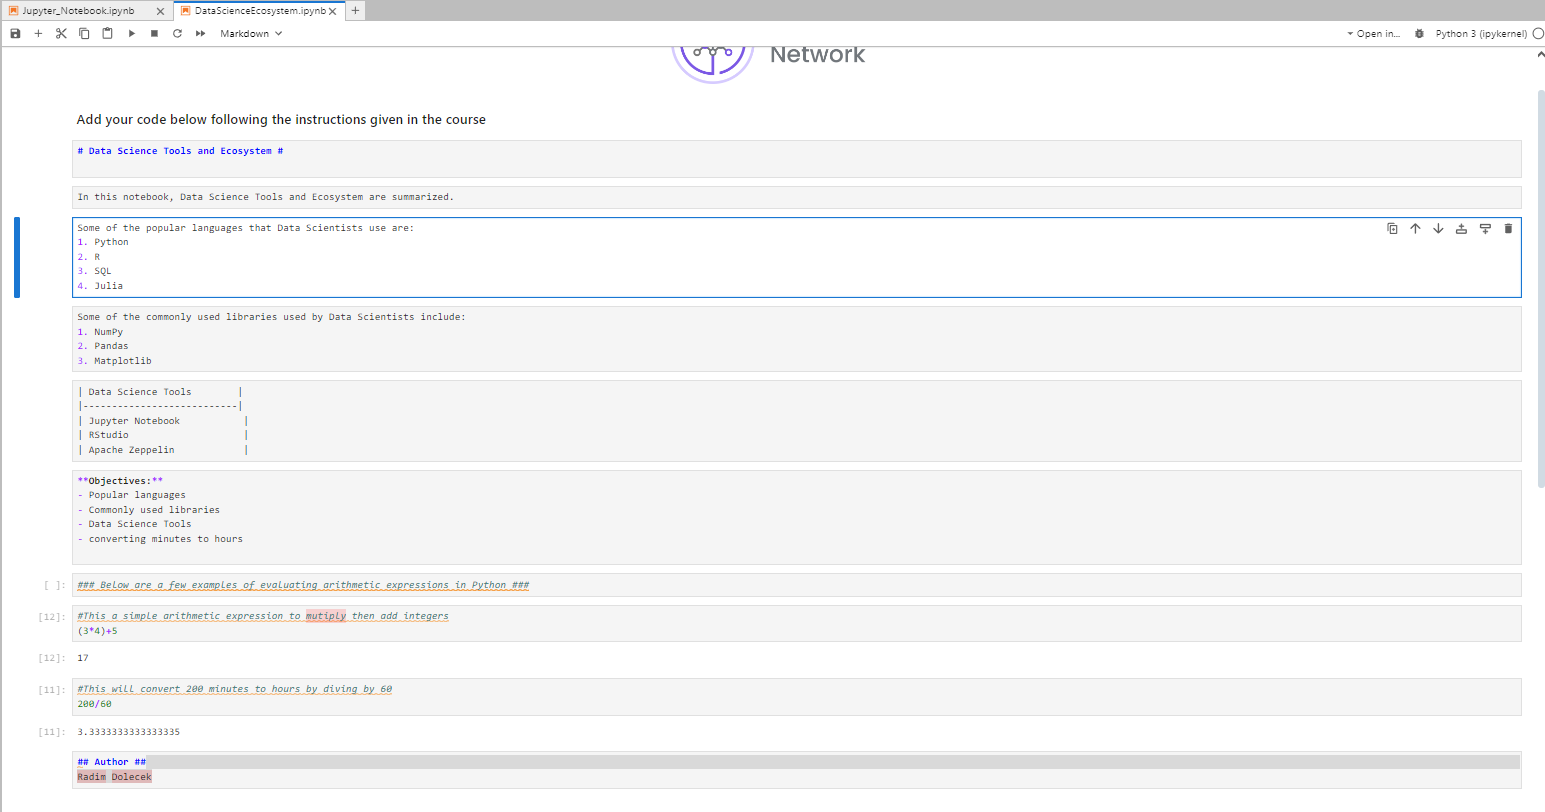 Jupyter_Notebook.ipynb
DataScienceEcosystem.ipynb
Markdown
Open in...
Python 3 (ipykernel)
Network
Add your code below following the instructions given in the course
# Data Science Tools and Ecosystem #
In this notebook, Data Science Tools and Ecosystem are summarized.
Some of the popular languages that Data Scientists use are:
1. Python
2. R
3. SQL
4. Julia
Some of the commonly used libraries used by Data Scientists include:
1. NumPy
2. Pandas
3. Matplotlib
| Data Science Tools |
|---------------------------|
| Jupyter Notebook |
| RStudio |
| Apache Zeppelin |
**Objectives:**
- Popular languages
- Commonly used libraries
- Data Science Tools
- converting minutes to hours
[ ]: ### Below are a few examples of evaluating arithmetic expressions in Python ###
[12]: #This a simple arithmetic expression to mutiply then add integers
(3*4)+5
[12]: 17
[11]: #This will convert 200 minutes to hours by diving by 60
200/60
[11]: 3.3333333333333335
## Author ##
Radim Dolecek